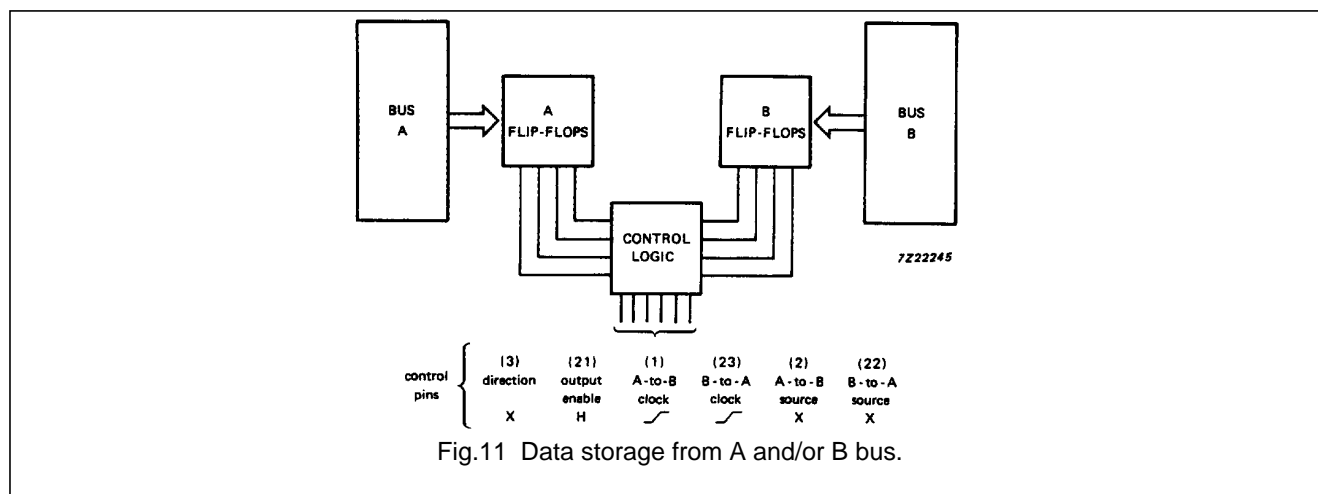 BUS
A
A
FLIP-FLOPS
B
FLIP-FLOPS
BUS
B
CONTROL
LOGIC
7Z22245
control
pins
(3) (21) (1) (23) (2) (22)
direction output A-to-B B-to-A A-to-B B-to-A
enable clock clock source source
X H X X
Fig.11 Data storage from A and/or B bus.